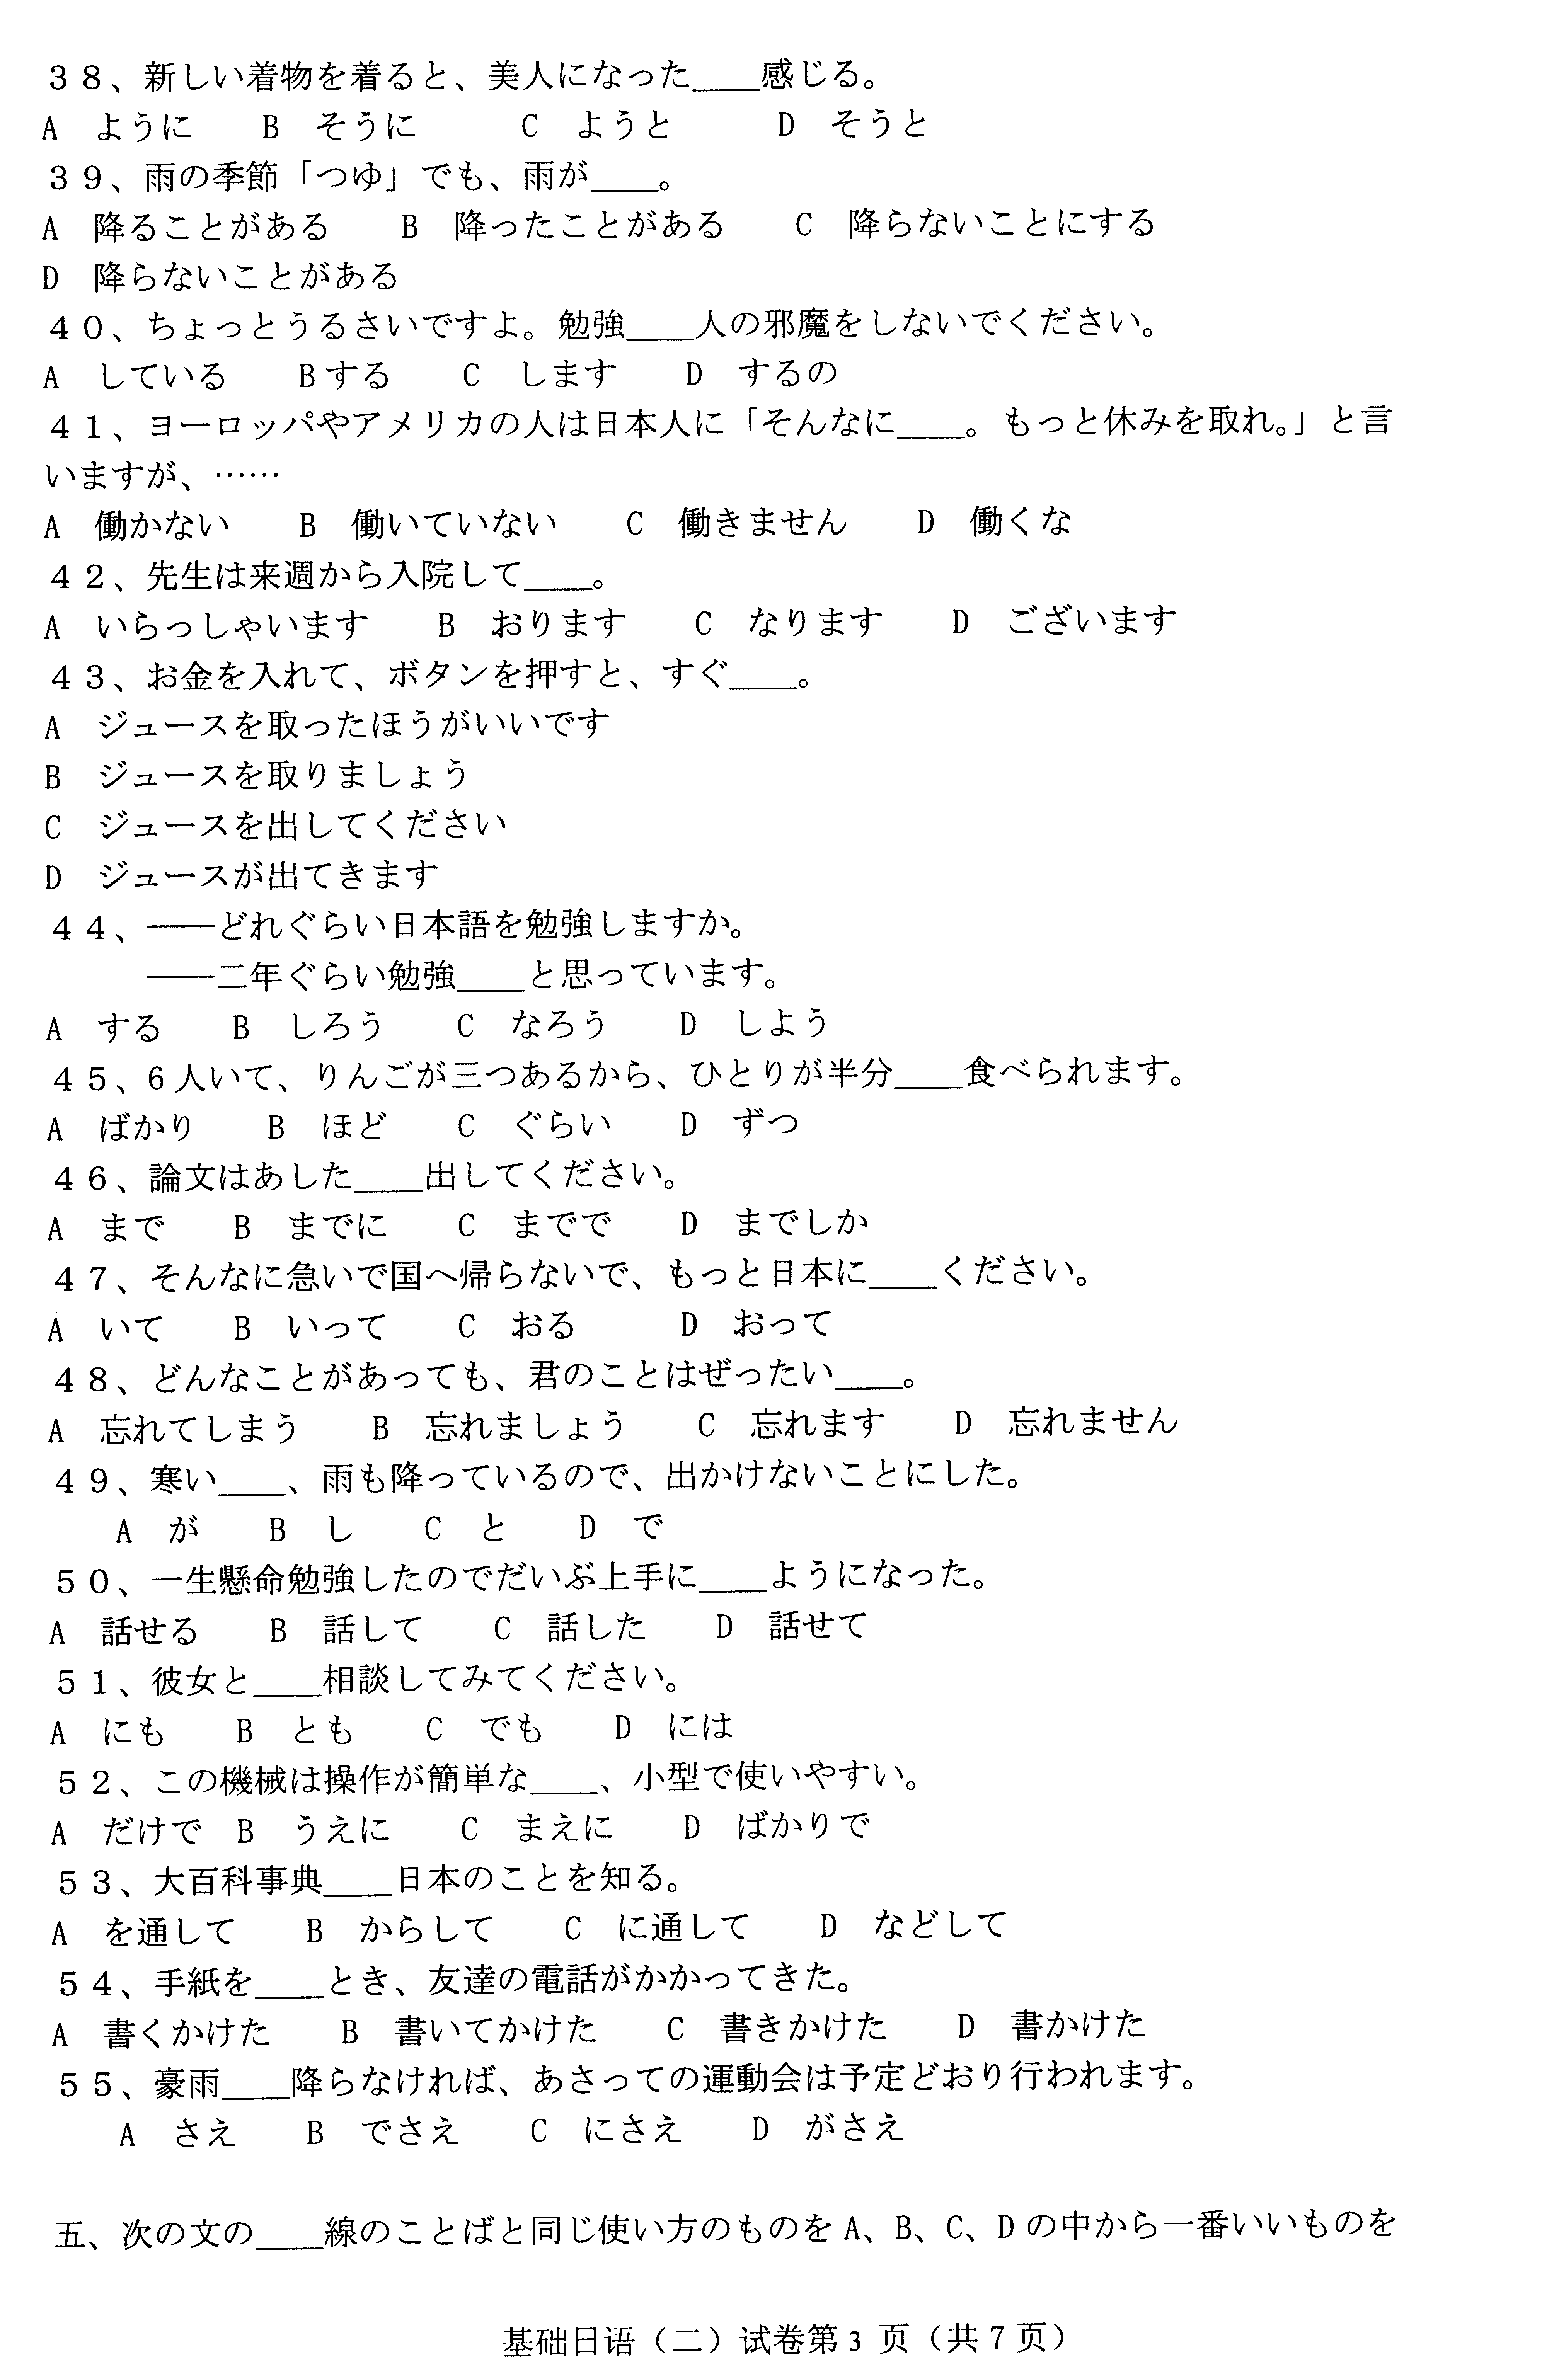 ３８、新しい着物を着ると、美人になった____感じる。
A　ように　　B　そうに　　　C　ようと　　　D　そうと
３９、雨の季節「つゆ」でも、雨が____。
A　降ることがある　　B　降ったことがある　　C　降らないことにする
D　降らないことがある
４０、ちょっとうるさいですよ。勉強____人の邪魔をしないでください。
A　している　　Bする　　C　します　　D　するの
４１、ヨーロッパやアメリカの人は日本人に「そんなに____。もっと休みを取れ。」と言
いますが、……
A　働かない　　B　働いていない　　C　働きません　　D　働くな
４２、先生は来週から入院して____。
A　いらっしゃいます　　B　おります　　C　なります　　D　ございます
４３、お金を入れて、ボタンを押すと、すぐ____。
A　ジュースを取ったほうがいいです
B　ジュースを取りましょう
C　ジュースを出してください
D　ジュースが出てきます
４４、――どれぐらい日本語を勉強しますか。
――二年ぐらい勉強____と思っています。
A　する　　B　しろう　　C　なろう　　D　しよう
４５、6人いて、りんごが三つあるから、ひとりが半分____食べられます。
A　ばかり　　B　ほど　　C　ぐらい　　D　ずつ
４６、論文はあした____出してください。
A　まで　　B　までに　　C　までで　　D　までしか
４７、そんなに急いで国へ帰らないで、もっと日本に____ください。
A　いて　　B　いって　　C　おる　　　D　おって
４８、どんなことがあっても、君のことはぜったい____。
A　忘れてしまう　　B　忘れましょう　　C　忘れます　　D　忘れません
４９、寒い____、雨も降っているので、出かけないことにした。
A　が　　B　し　　C　と　　D　で
５０、一生懸命勉強したのでだいぶ上手に____ようになった。
A　話せる　　B　話して　　C　話した　　D　話せて
５１、彼女と____相談してみてください。
A　にも　　B　とも　　C　でも　　D　には
５２、この機械は操作が簡単な____、小型で使いやすい。
A　だけで　B　うえに　　C　まえに　　D　ばかりで
５３、大百科事典____日本のことを知る。
A　を通して　　B　からして　　C　に通して　　D　などして
５４、手紙を____とき、友達の電話がかかってきた。
A　書くかけた　　B　書いてかけた　　C　書きかけた　　D　書かけた
５５、豪雨____降らなければ、あさっての運動会は予定どおり行われます。
A　さえ　　B　でさえ　　C　にさえ　　D　がさえ
五、次の文の____線のことばと同じ使い方のものをA、B、C、Dの中から一番いいものを
基础日语（二）试卷第3 页（共7页）